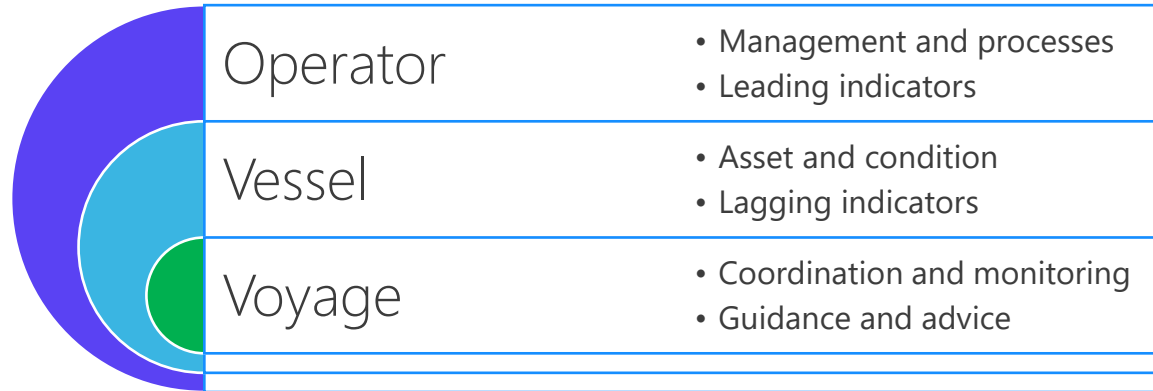 Operator
• Management and processes
• Leading indicators
Vessel
• Asset and condition
• Lagging indicators
Voyage
• Coordination and monitoring
• Guidance and advice